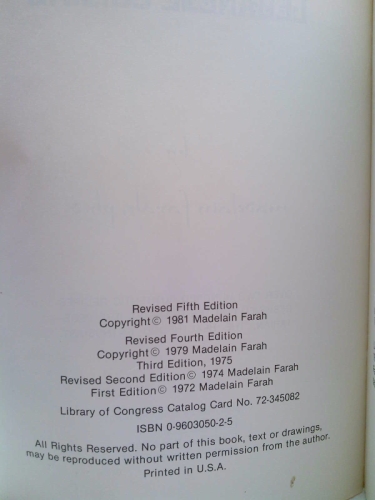 Revised Fifth Edition
Copyright© 1981 Madelain Farah
Revised Fourth Edition
Copyright © 1979 Madelain Farah
Third Edition, 1975
Revised Second Edition© 1974 Madelain Farah
First Edition© 1972 Madelain Farah
Library of Congress Catalog Card No. 72-345082
ISBN 0-9603050-2-5
All Rights Reserved. No part of this book, text or drawings,
may be reproduced without written permission from the author.
Printed in U.S.A.